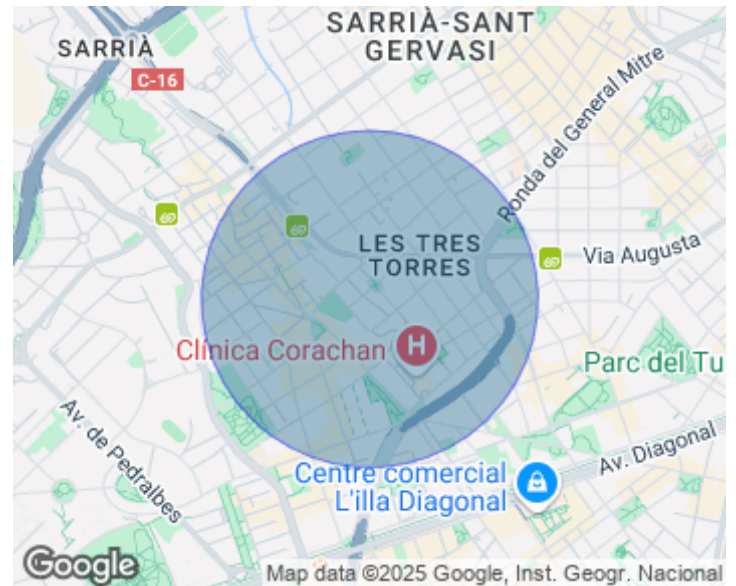 SARRIÀ-SANT
GERVASI
SARRIÀ
C-16
Ronda del General Mitre
LES TRES
TORRES
Via Augusta
Clínica Corachan
H
Parc del Tu
Av. de Pedralbes
Av. Diagonal
Centre comercial
L'illa Diagonal
Google
Map data ©2025 Google, Inst. Geogr. Nacional